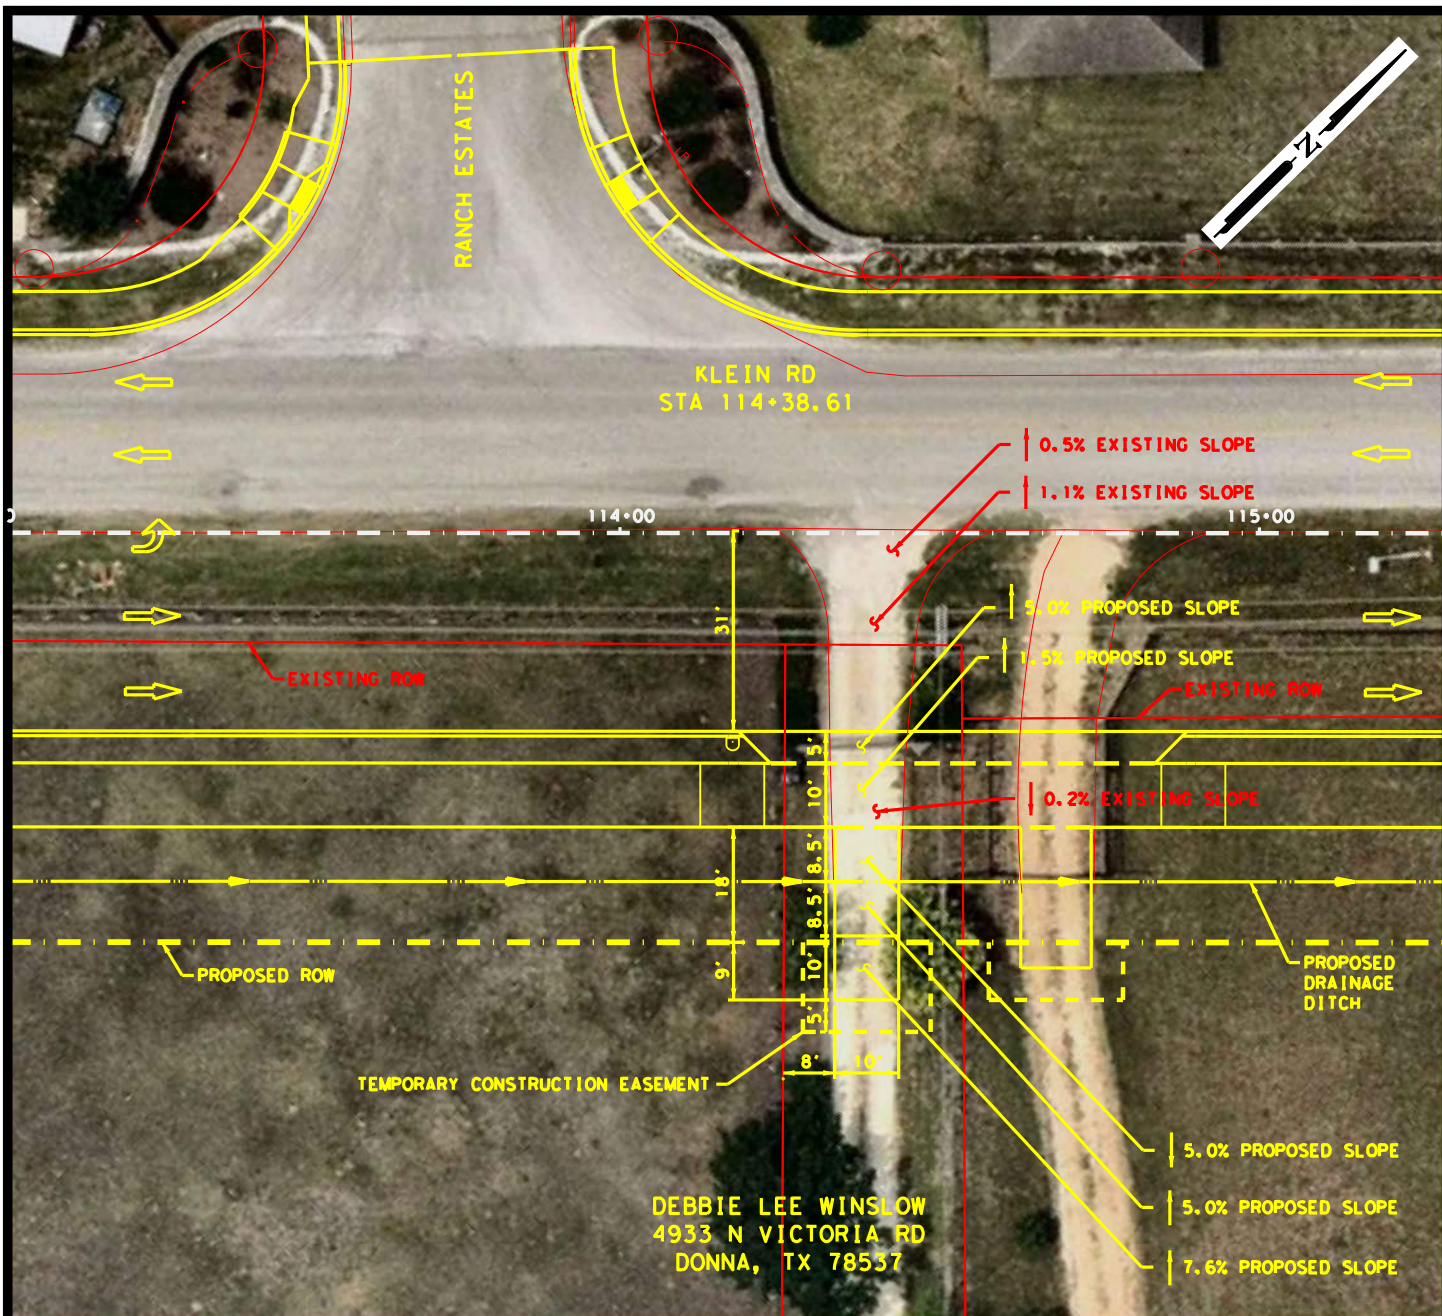 RANCH ESTATES
N
KLEIN RD
STA 114+38.61
0.5% EXISTING SLOPE
1.1% EXISTING SLOPE
114+00
115+00
5.0% PROPOSED SLOPE
31'
1.5% PROPOSED SLOPE
EXISTING ROW
EXISTING ROW
5'
10'
0.2% EXISTING SLOPE
8.5'
18'
8.5'
PROPOSED ROW
9'
10'
PROPOSED
DRAINAGE
DITCH
5'
8'
10'
TEMPORARY CONSTRUCTION EASEMENT
5.0% PROPOSED SLOPE
DEBBIE LEE WINSLOW
4933 N VICTORIA RD
DONNA, TX 78537
5.0% PROPOSED SLOPE
7.6% PROPOSED SLOPE